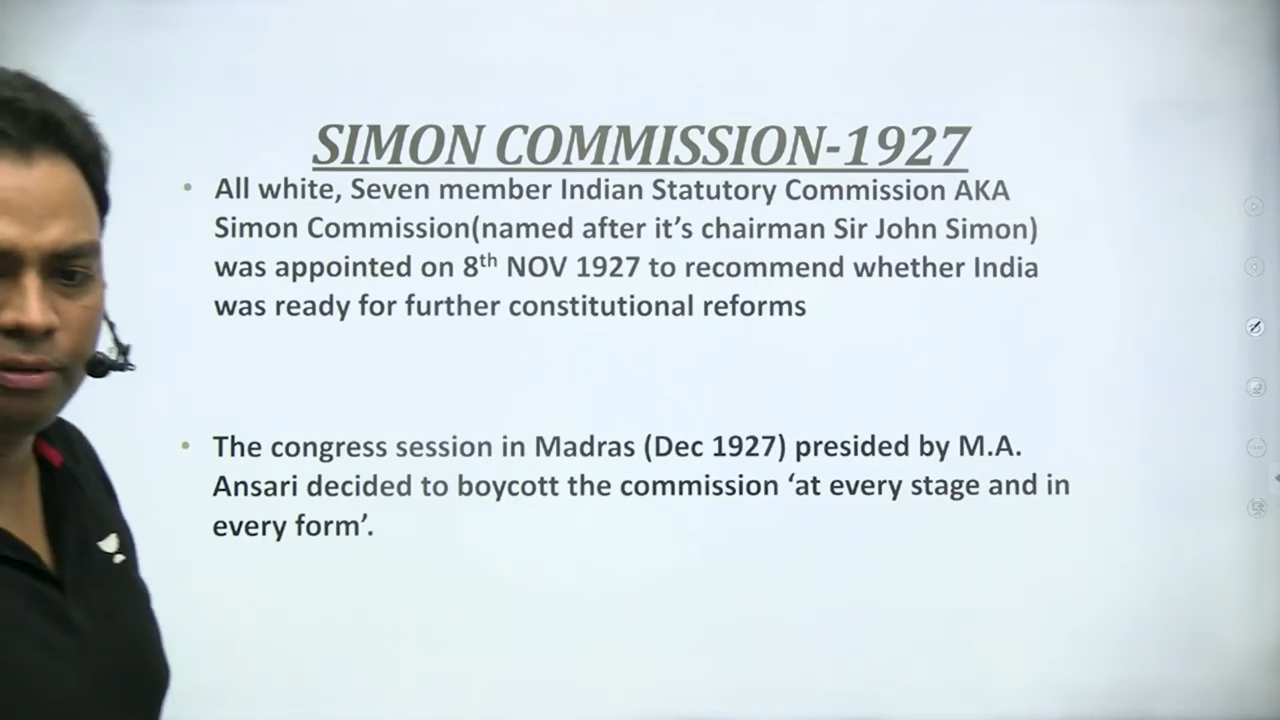 SIMON COMMISSION-1927
• All white, Seven member Indian Statutory Commission AKA
Simon Commission(named after it's chairman Sir John Simon)
was appointed on 8th NOV 1927 to recommend whether India
was ready for further constitutional reforms
• The congress session in Madras (Dec 1927) presided by M.A.
Ansari decided to boycott the commission ‘at every stage and in
every form’.